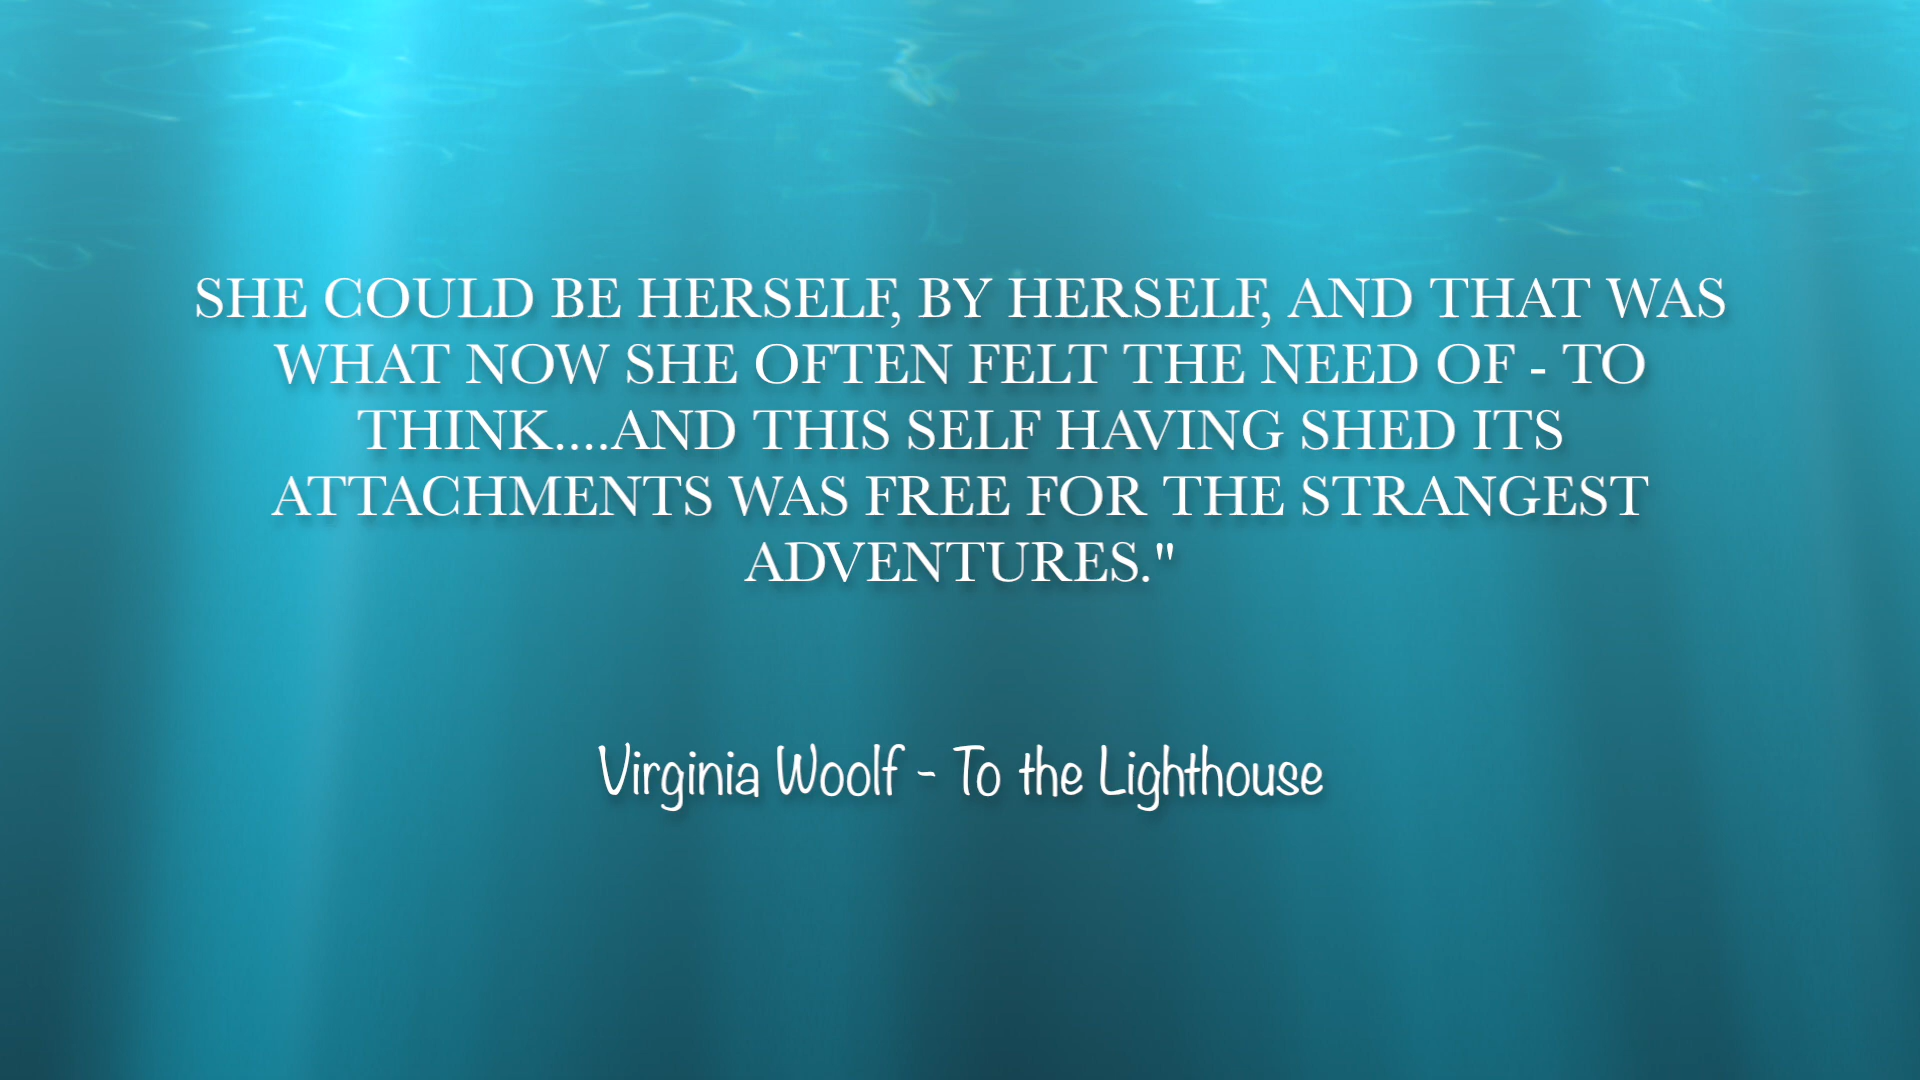 SHE COULD BE HERSELF, BY HERSELF, AND THAT WAS
WHAT NOW SHE OFTEN FELT THE NEED OF - TO
THINK....AND THIS SELF HAVING SHED ITS
ATTACHMENTS WAS FREE FOR THE STRANGEST
ADVENTURES."
Virginia Woolf - To the Lighthouse